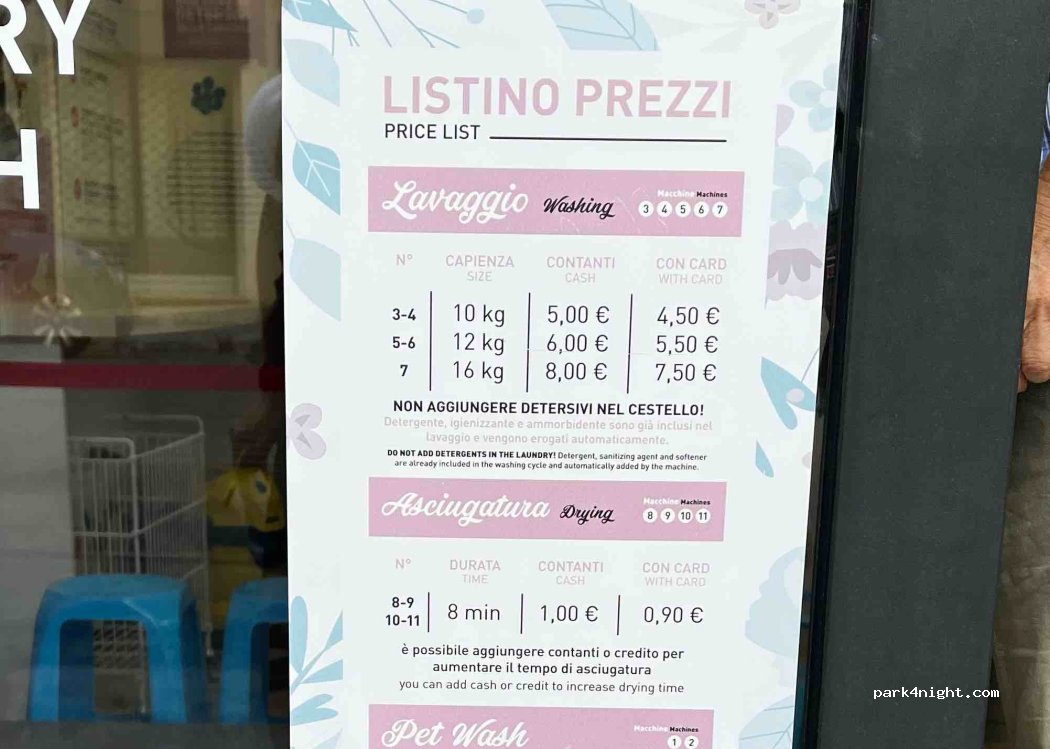 RY
H
LISTINO PREZZI
PRICE LIST
Lavaggio Washing
Macchine Machines
3 4 5 6 7
N° CAPIENZA CONTANTI CON CARD
SIZE CASH WITH CARD
3-4 10 kg 5,00 € 4,50 €
5-6 12 kg 6,00 € 5,50 €
7 16 kg 8,00 € 7,50 €
NON AGGIUNGERE DETERSIVI NEL CESTELLO!
Detergente, igienizzante e ammorbidente sono già inclusi nel
lavaggio e vengono erogati automaticamente.
DO NOT ADD DETERGENTS IN THE LAUNDRY! Detergent, sanitizing agent and softener
are already included in the washing cycle and automatically added by the machine.
Asciugatura Drying
Macchine Machines
8 9 10 11
N° DURATA CONTANTI CON CARD
TIME CASH WITH CARD
8-9
10-11 8 min 1,00 € 0,90 €
è possibile aggiungere contanti o credito per
aumentare il tempo di asciugatura
you can add cash or credit to increase drying time
Pet Wash
Macchine Machines
1 2
park4night.com